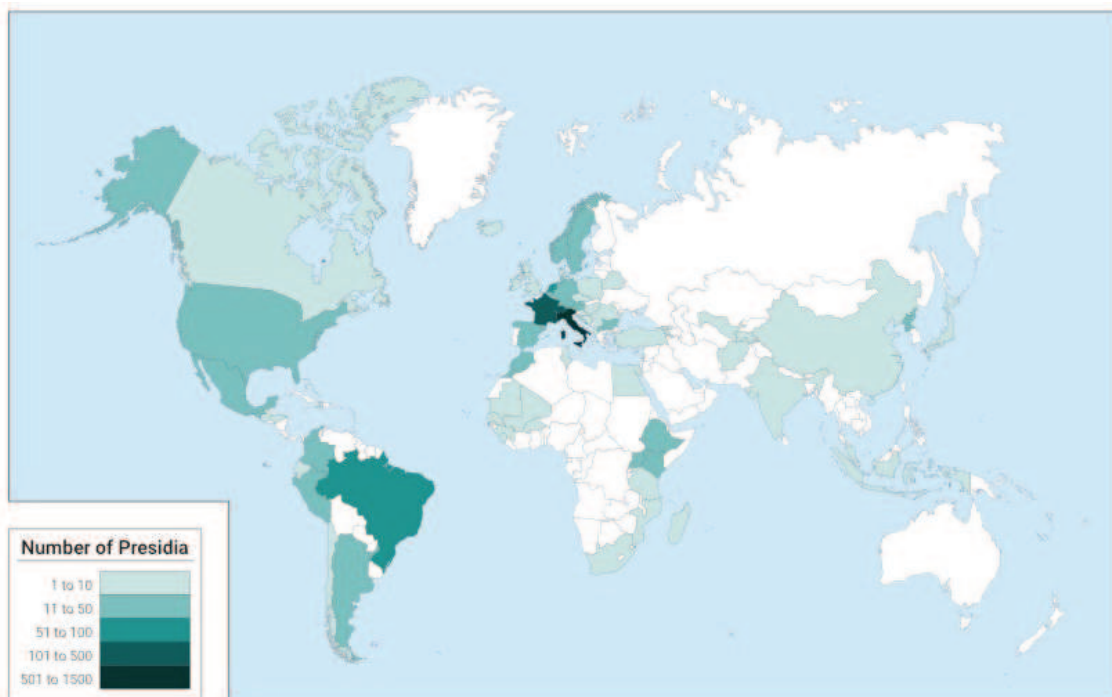 Number of Presidia
1 to 10
11 to 50
51 to 100
101 to 500
501 to 1500